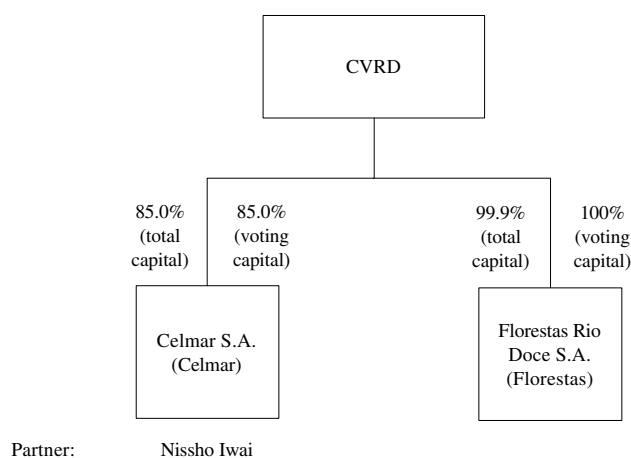 CVRD
85.0%
(total
capital)
85.0%
(voting
capital)
99.9%
(total
capital)
100%
(voting
capital)
Celmar S.A.
(Celmar)
Florestas Rio
Doce S.A.
(Florestas)
Partner: Nissho Iwai